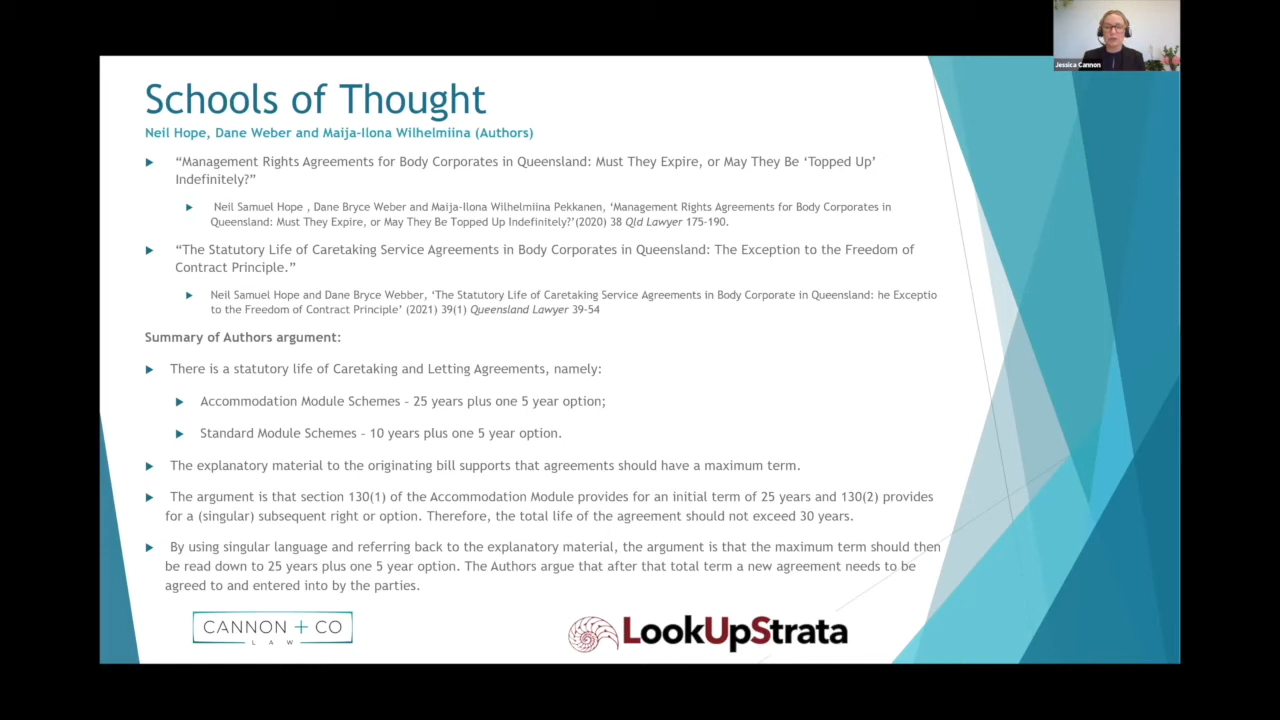 Jessica Cannon
Schools of Thought
Neil Hope, Dane Weber and Maija-Ilona Wilhelmiina (Authors)
“Management Rights Agreements for Body Corporates in Queensland: Must They Expire, or May They Be ‘Topped Up’
Indefinitely?”
Neil Samuel Hope , Dane Bryce Weber and Maija-Ilona Wilhelmiina Pekkanen, ‘Management Rights Agreements for Body Corporates in
Queensland: Must They Expire, or May They Be Topped Up Indefinitely?’(2020) 38 Qld Lawyer 175-190.
“The Statutory Life of Caretaking Service Agreements in Body Corporates in Queensland: The Exception to the Freedom of
Contract Principle.”
Neil Samuel Hope and Dane Bryce Webber, ‘The Statutory Life of Caretaking Service Agreements in Body Corporate in Queensland: he Exceptio
to the Freedom of Contract Principle’ (2021) 39(1) Queensland Lawyer 39-54
Summary of Authors argument:
There is a statutory life of Caretaking and Letting Agreements, namely:
Accommodation Module Schemes – 25 years plus one 5 year option;
Standard Module Schemes – 10 years plus one 5 year option.
The explanatory material to the originating bill supports that agreements should have a maximum term.
The argument is that section 130(1) of the Accommodation Module provides for an initial term of 25 years and 130(2) provides
for a (singular) subsequent right or option. Therefore, the total life of the agreement should not exceed 30 years.
By using singular language and referring back to the explanatory material, the argument is that the maximum term should then
be read down to 25 years plus one 5 year option. The Authors argue that after that total term a new agreement needs to be
agreed to and entered into by the parties.
CANNON + CO
LAW
LookUpStrata